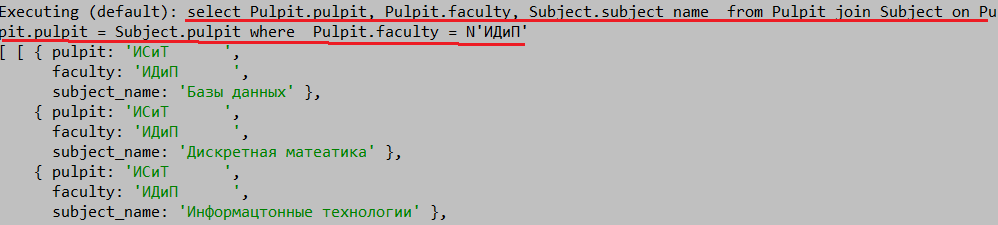 Executing (default): select Pulpit.pulpit, Pulpit.faculty, Subject.subject_name  from Pulpit join Subject on Pu
pit.pulpit = Subject.pulpit where  Pulpit.faculty = N'ИДиП'
[ [ { pulpit: 'ИСиТ      ',
      faculty: 'ИДиП      ',
      subject_name: 'Базы данных' },
    { pulpit: 'ИСиТ      ',
      faculty: 'ИДиП      ',
      subject_name: 'Дискретная матеатика' },
    { pulpit: 'ИСиТ      ',
      faculty: 'ИДиП      ',
      subject_name: 'Информацтонные технологии' },